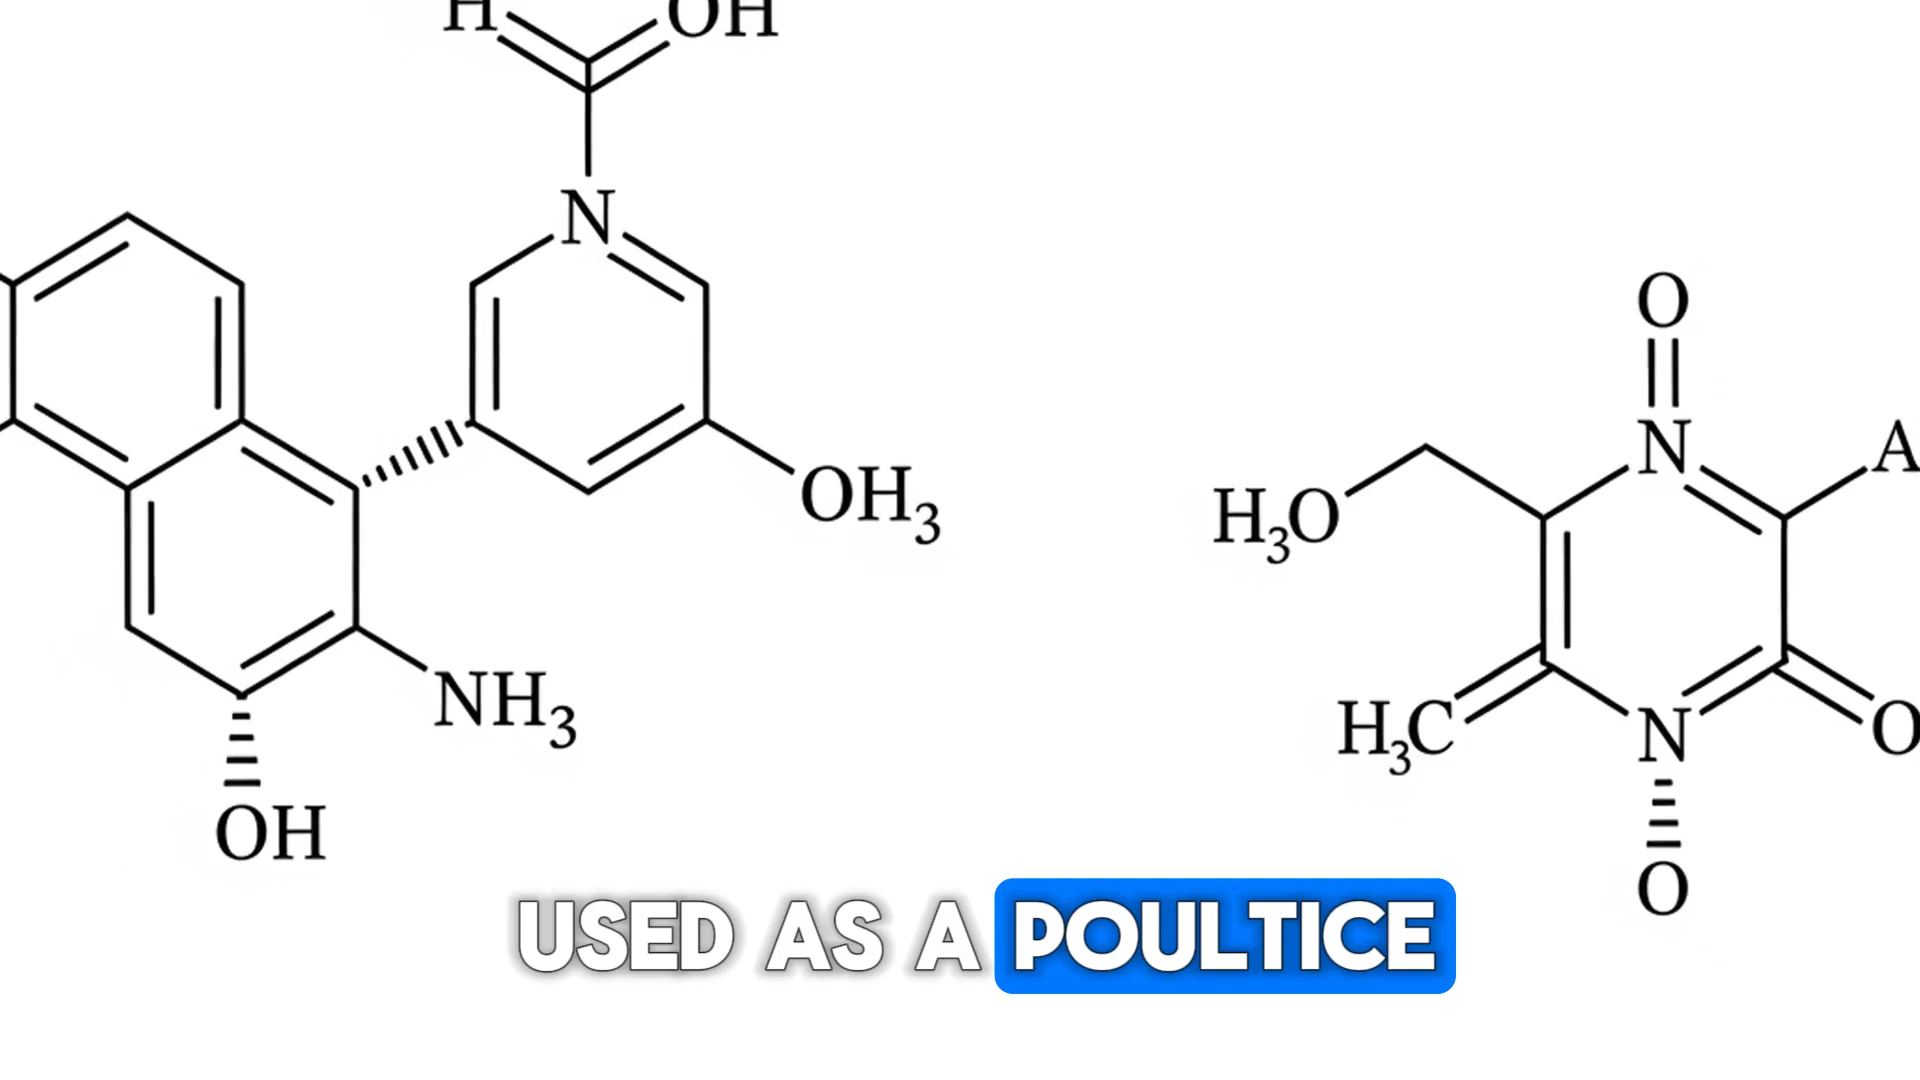 H OH
N
OH3
NH3
OH
O
N
A
H3O
H3C
N
O
O
USED AS A POULTICE